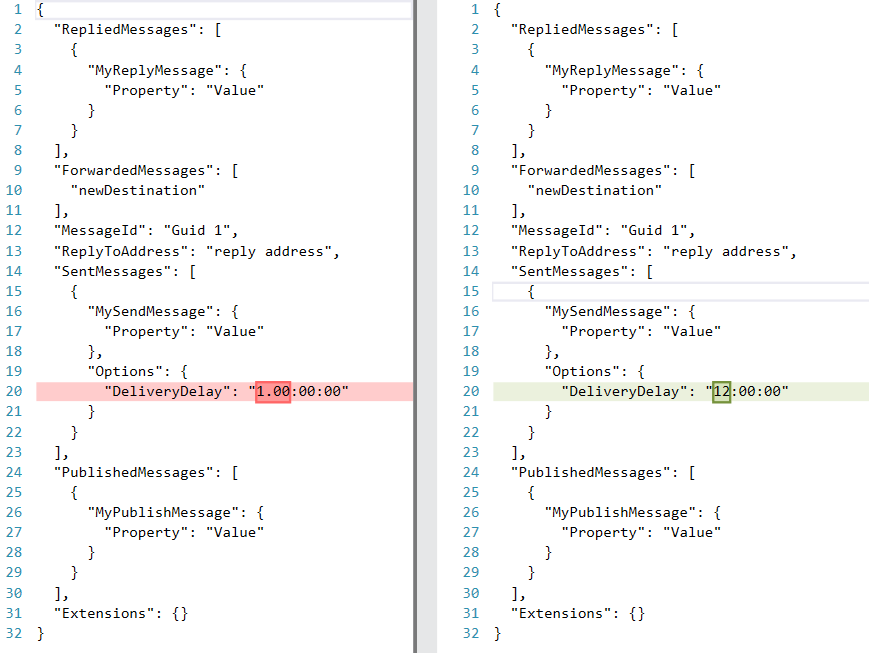 1 {
2   "RepliedMessages": [
3     {
4       "MyReplyMessage": {
5         "Property": "Value"
6       }
7     }
8   ],
9   "ForwardedMessages": [
10     "newDestination"
11   ],
12   "MessageId": "Guid 1",
13   "ReplyToAddress": "reply address",
14   "SentMessages": [
15     {
16       "MySendMessage": {
17         "Property": "Value"
18       },
19       "Options": {
20         "DeliveryDelay": "1.00:00:00"
21       }
22     }
23   ],
24   "PublishedMessages": [
25     {
26       "MyPublishMessage": {
27         "Property": "Value"
28       }
29     }
30   ],
31   "Extensions": {}
32 }
1 {
2   "RepliedMessages": [
3     {
4       "MyReplyMessage": {
5         "Property": "Value"
6       }
7     }
8   ],
9   "ForwardedMessages": [
10     "newDestination"
11   ],
12   "MessageId": "Guid 1",
13   "ReplyToAddress": "reply address",
14   "SentMessages": [
15     {
16       "MySendMessage": {
17         "Property": "Value"
18       },
19       "Options": {
20         "DeliveryDelay": "12:00:00"
21       }
22     }
23   ],
24   "PublishedMessages": [
25     {
26       "MyPublishMessage": {
27         "Property": "Value"
28       }
29     }
30   ],
31   "Extensions": {}
32 }